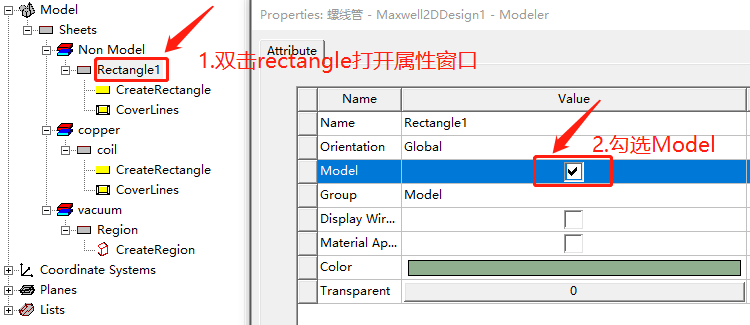 Model
Sheets
Non Model
Rectangle1
CreateRectangle
CoverLines
copper
coil
CreateRectangle
CoverLines
vacuum
Region
CreateRegion
Coordinate Systems
Planes
Lists
1.双击rectangle打开属性窗口
Properties: 螺线管 - Maxwell2DDesign1 - Modeler
Attribute
Name Value
Name Rectangle1
Orientation Global
Model
2.勾选Model
Group Model
Display Wir...
Material Ap...
Color
Transparent 0